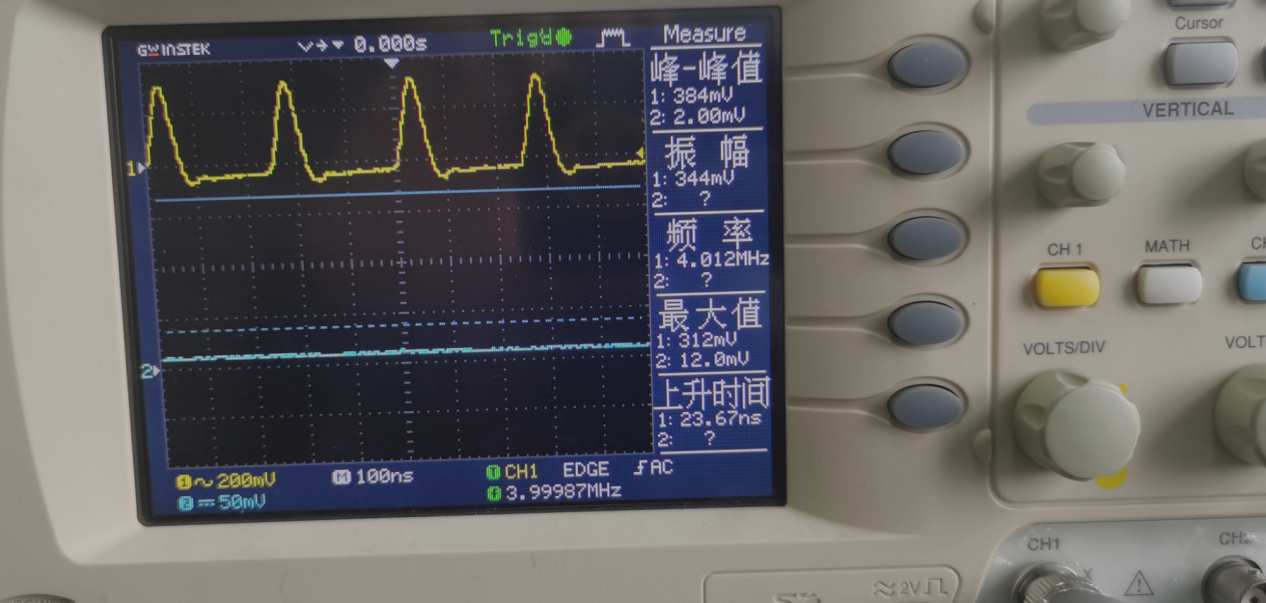 GW INSTEK 0.000s Trig'd Measure
峰-峰值
1: 384mV
2: 2.00mV
振 幅
1: 344mV
2: ?
频 率
1: 4.012MHz
2: ?
最大值
1: 312mV
2: 12.0mV
上升时间
1: 23.67ns
2: ?
1
2
1 200mV M 100ns T CH1 EDGE AC
2 50mV 3.99987MHz
Cursor
VERTICAL
CH 1 MATH
VOLTS/DIV
CH1
2V